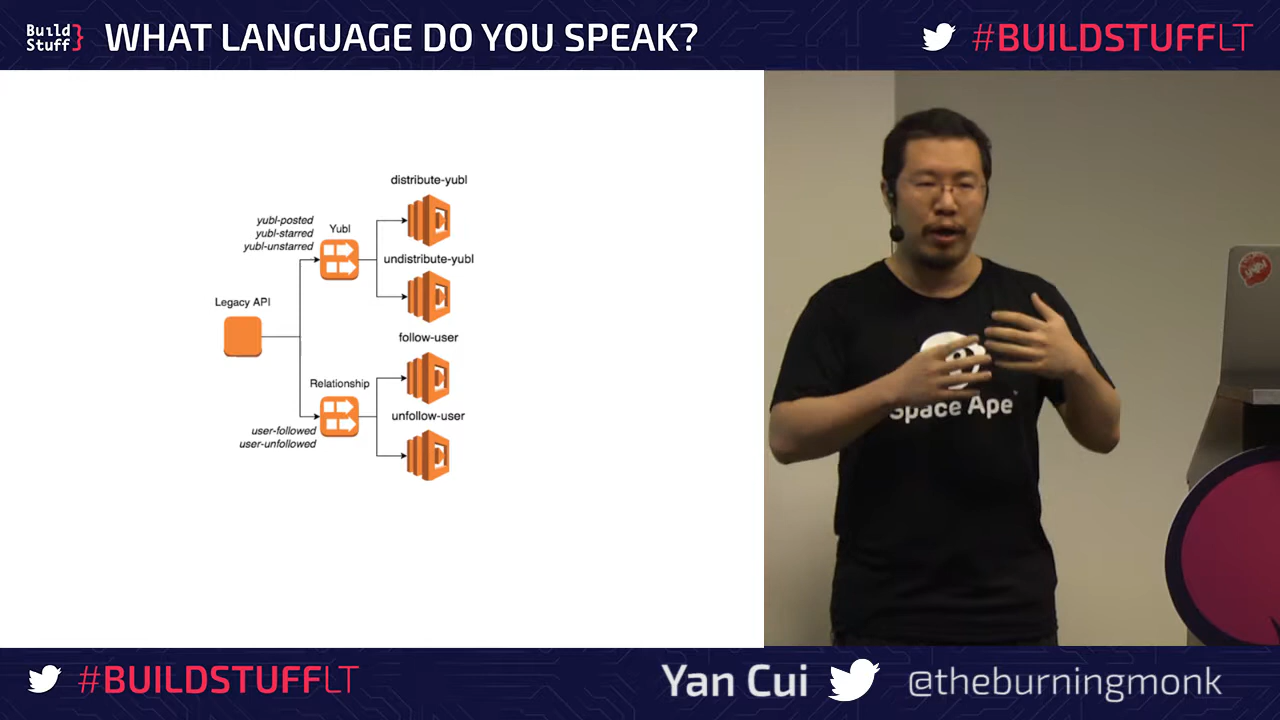 Build
Stuff}
WHAT LANGUAGE DO YOU SPEAK?
#BUILDSTUFFLT
distribute-yubl
yubl-posted
yubl-starred
yubl-unstarred
Yubl
undistribute-yubl
Legacy API
follow-user
Relationship
unfollow-user
user-followed
user-unfollowed
Space Ape
#BUILDSTUFFLT
Yan Cui
@theburningmonk